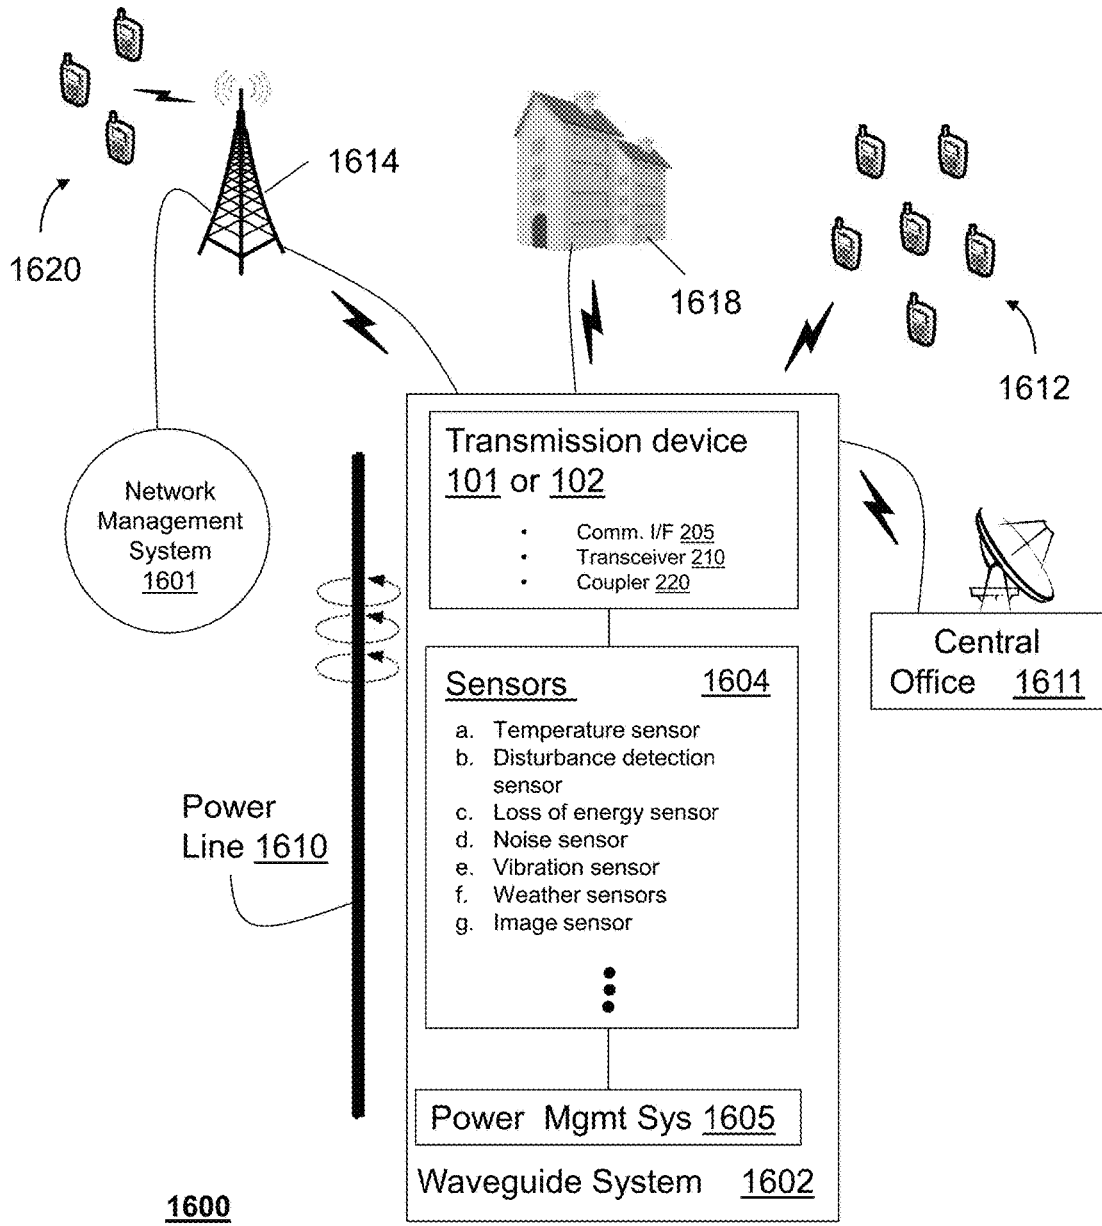 1614
1620
1618
1612
Network
Management
System
1601
Transmission device
101 or 102
• Comm. I/F 205
• Transceiver 210
• Coupler 220
Central
Office 1611
Sensors 1604
a. Temperature sensor
b. Disturbance detection
sensor
c. Loss of energy sensor
d. Noise sensor
e. Vibration sensor
f. Weather sensors
g. Image sensor
Power
Line 1610
Power Mgmt Sys 1605
Waveguide System 1602
1600